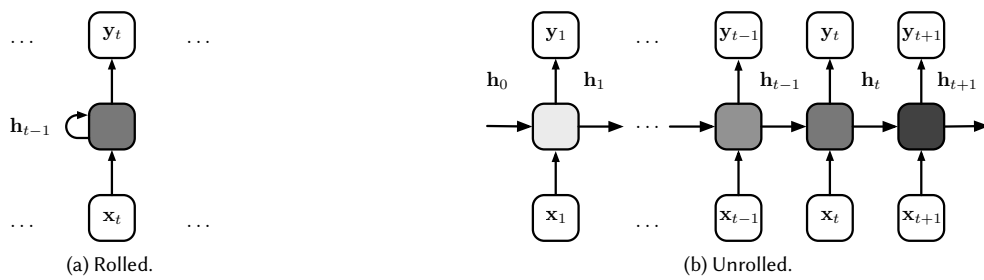 … y_t … y_1 … y_{t−1} y_t y_{t+1}
h_{t−1} h_0 h_1 … h_{t−1} h_t h_{t+1}
… x_t … x_1 … x_{t−1} x_t x_{t+1}
(a) Rolled. (b) Unrolled.